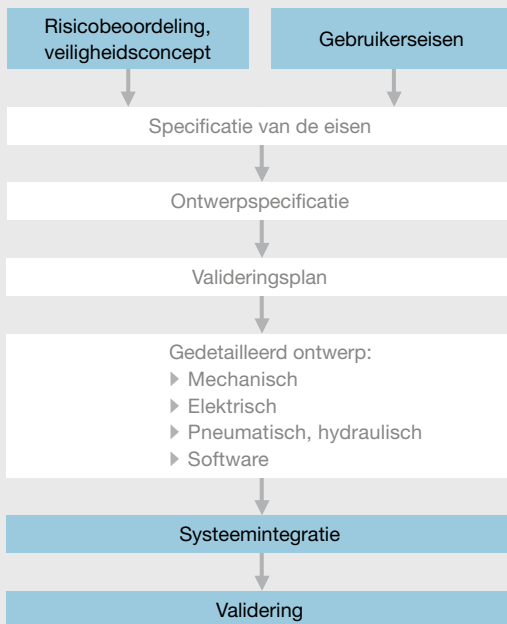 Risicobeoordeling,
veiligheidsconcept
Gebruikerseisen
Specificatie van de eisen
Ontwerpspecificatie
Valideringsplan
Gedetailleerd ontwerp:
Mechanisch
Elektrisch
Pneumatisch, hydraulisch
Software
Systeemintegratie
Validering